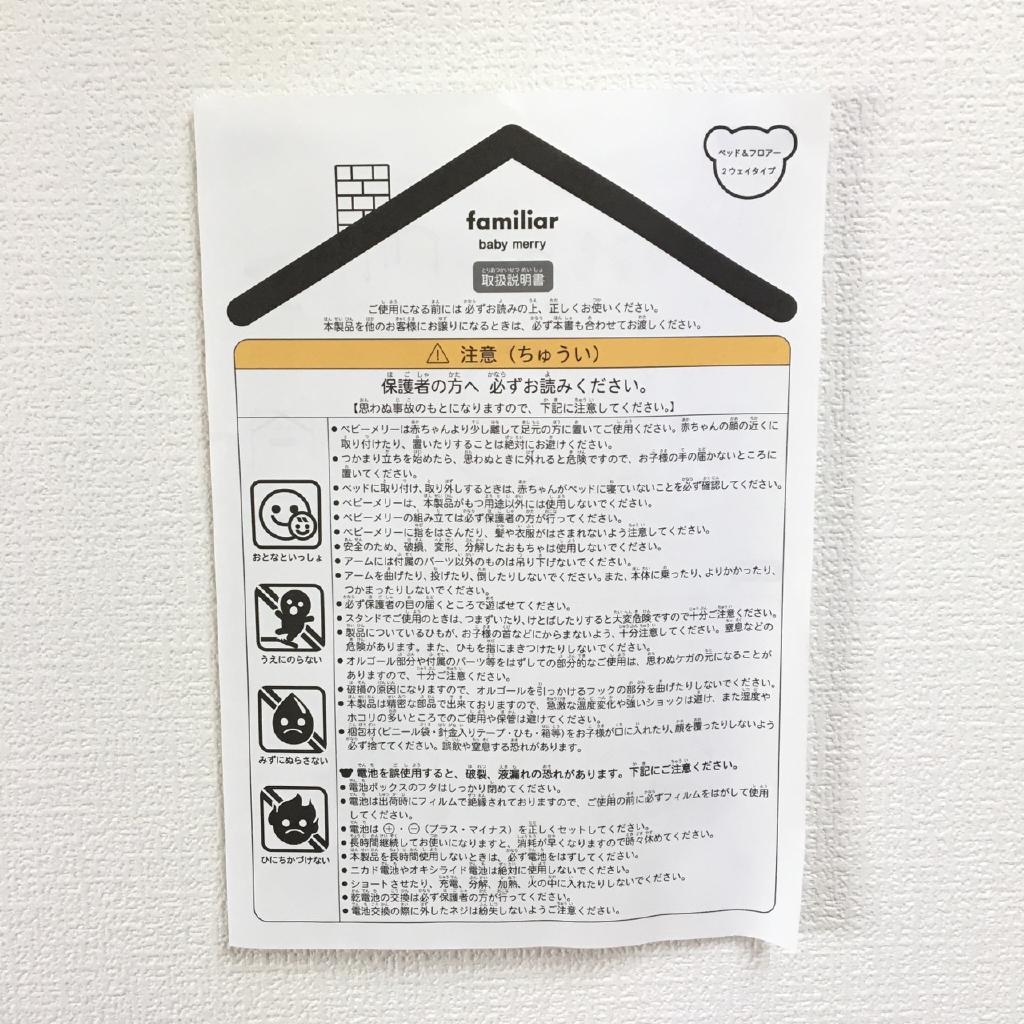 ベッド&フロアー
2ウェイタイプ
familiar
baby merry
取扱説明書
ご使用になる前には必ずお読みの上、正しくお使いください。
本製品を他のお客様にお譲りになるときは、必ず本書も合わせてお渡しください。
⚠ 注意(ちゅうい)
保護者の方へ 必ずお読みください。
【思わぬ事故のもとになりますので、下記に注意してください。】
●ベビーメリーは赤ちゃんより少し離して足元の方に置いてご使用ください。赤ちゃんの顔の近くに
取り付けたり、置いたりすることは絶対にお避けください。
●つかまり立ちを始めたら、思わぬときに外れると危険ですので、お子様の手の届かないところに
置いてください。
●ベッドに取り付け、取り外しするときは、赤ちゃんがベッドに寝ていないことを必ず確認してください。
●ベビーメリーは、本製品がもつ用途以外には使用しないでください。
●ベビーメリーの組み立ては必ず保護者の方が行ってください。
●ベビーメリーに指をはさんだり、髪や衣服がはさまれないよう注意してください。
●安全のため、破損、変形、分解したおもちゃは使用しないでください。
●アームには付属のパーツ以外のものは吊り下げないでください。
●アームを曲げたり、投げたり、倒したりしないでください。また、本体に乗ったり、よりかかったり、
つかまったりしないでください。
●必ず保護者の目の届くところで遊ばせてください。
●スタンドでご使用のときは、つまずいたり、けとばしたりすると大変危険ですので十分ご注意ください。
●製品についているひもが、お子様の首などにからまないよう、十分注意してください。窒息などの
危険があります。また、ひもを指にまきつけたりしないでください。
●オルゴール部分や付属のパーツ等をはずしての部分的なご使用は、思わぬケガの元になることが
ありますので、十分ご注意ください。
●破損の原因になりますので、オルゴールを引っかけるフックの部分を曲げたりしないでください。
●本製品は精密な部品で出来ておりますので、急激な温度変化や強いショックは避け、また湿度や
ホコリの多いところでのご使用や保管は避けてください。
●梱包材(ビニール袋・針金入りテープ・ひも・箱等)をお子様が口に入れたり、顔を覆ったりしないよう
必ず捨ててください。誤飲や窒息する恐れがあります。
電池を誤使用すると、破裂、液漏れの恐れがあります。下記にご注意ください。
●電池ボックスのフタはしっかり閉めてください。
●電池は出荷時にフィルムで絶縁されておりますので、ご使用の前に必ずフィルムをはがして使用
してください。
●電池は⊕・⊖(プラス・マイナス)を正しくセットしてください。
●長時間継続してお使いになりますと、消耗が早くなりますので時々休めてください。
●本製品を長時間使用しないときは、必ず電池をはずしてください。
●ニカド電池やオキシライド電池は絶対に使用しないでください。
●ショートさせたり、充電、分解、加熱、火の中に入れたりしないでください。
●乾電池の交換は必ず保護者の方が行ってください。
●電池交換の際に外したネジは紛失しないようご注意ください。
おとなといっしょ
うえにのらない
みずにぬらさない
ひにちかづけない